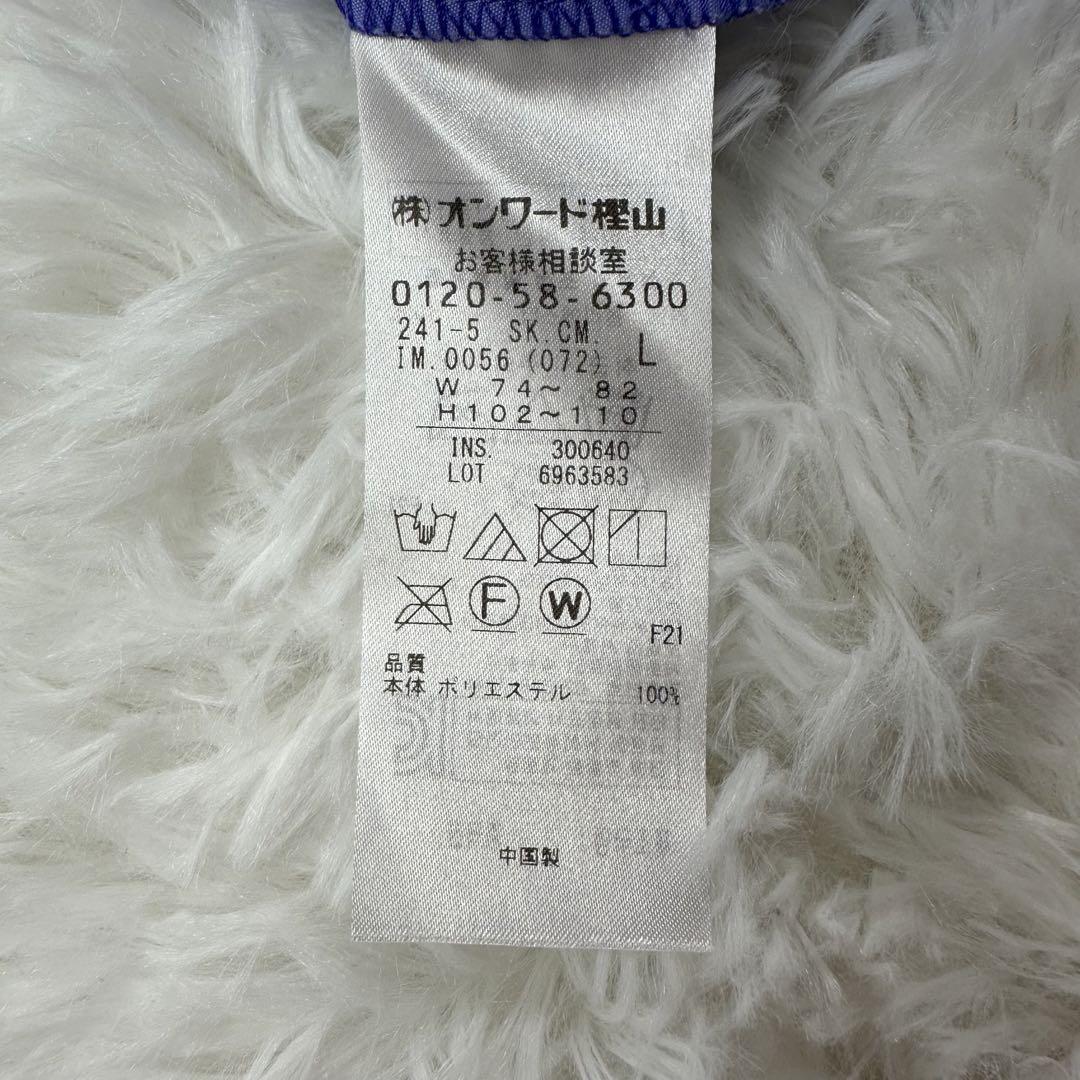 ㈱オンワード樫山
お客様相談室
0120-58-6300
241-5 SK.CM. L
IM.0056(072)
W 74〜 82
H102〜110
INS. 300640
LOT 6963583
F
W
F21
品質
本体 ポリエステル 100%
中国製